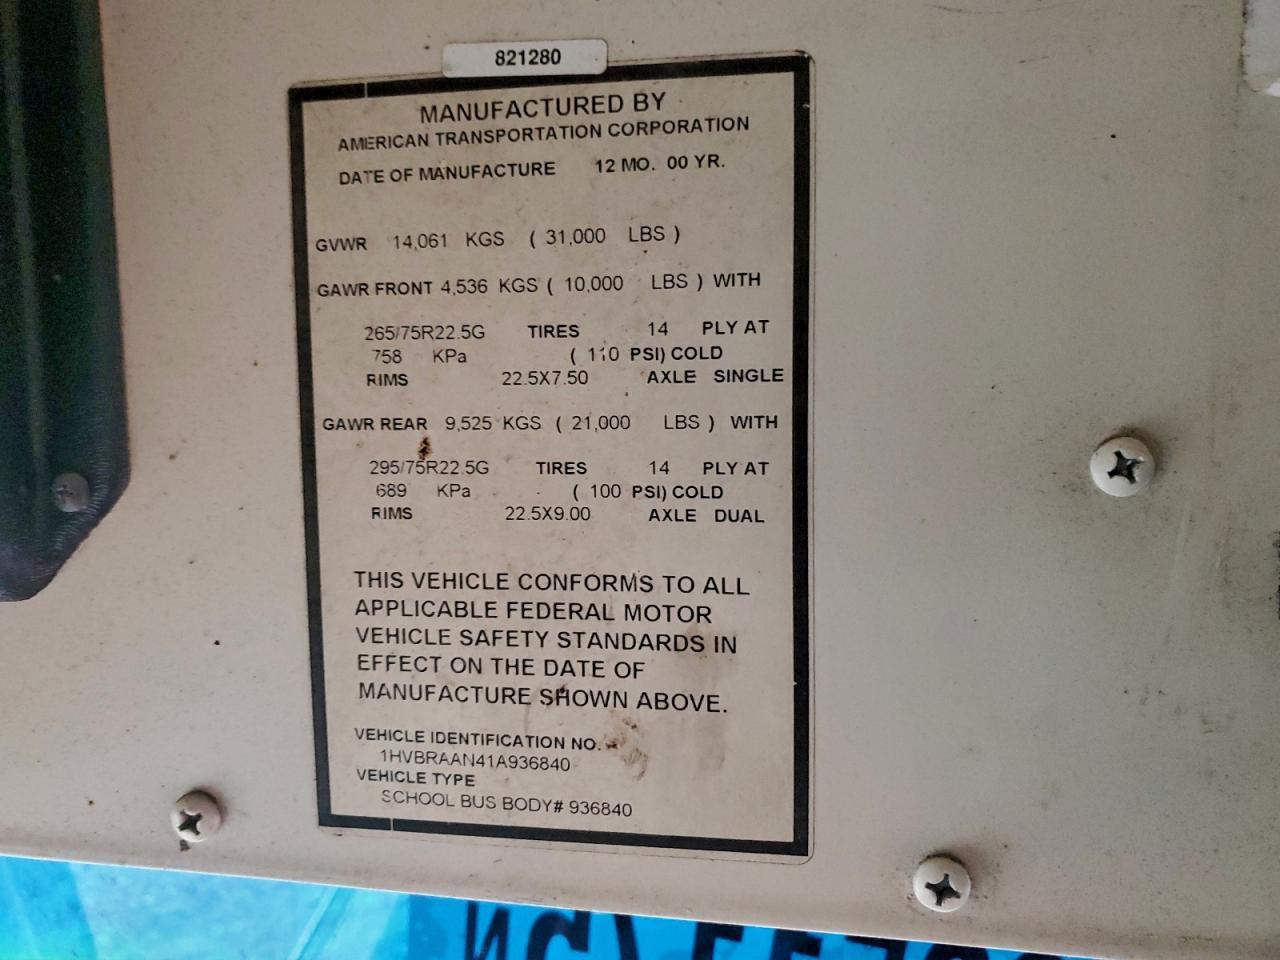 821280
MANUFACTURED BY
AMERICAN TRANSPORTATION CORPORATION
DATE OF MANUFACTURE 12 MO. 00 YR.
GVWR 14,061 KGS ( 31,000 LBS )
GAWR FRONT 4,536 KGS ( 10,000 LBS ) WITH
265/75R22.5G TIRES 14 PLY AT
758 KPa ( 110 PSI) COLD
RIMS 22.5X7.50 AXLE SINGLE
GAWR REAR 9,525 KGS ( 21,000 LBS ) WITH
295/75R22.5G TIRES 14 PLY AT
689 KPa ( 100 PSI) COLD
RIMS 22.5X9.00 AXLE DUAL
THIS VEHICLE CONFORMS TO ALL
APPLICABLE FEDERAL MOTOR
VEHICLE SAFETY STANDARDS IN
EFFECT ON THE DATE OF
MANUFACTURE SHOWN ABOVE.
VEHICLE IDENTIFICATION NO.
1HVBRAAN41A936840
VEHICLE TYPE
SCHOOL BUS BODY# 936840